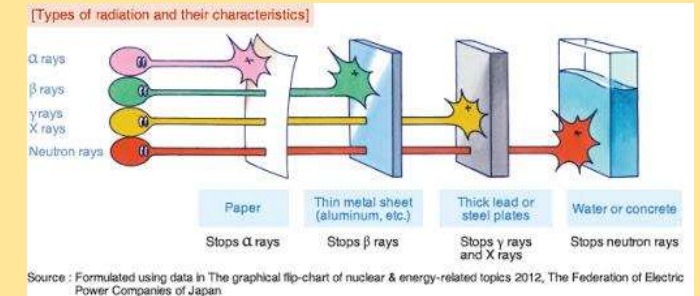 [Types of radiation and their characteristics]
α rays
β rays
γ rays
X rays
Neutron rays
Paper
Thin metal sheet
(aluminum, etc.)
Thick lead or
steel plates
Water or concrete
Stops α rays
Stops β rays
Stops γ rays
and X rays
Stops neutron rays
Source : Formulated using data in The graphical flip-chart of nuclear & energy-related topics 2012, The Federation of Electric
Power Companies of Japan